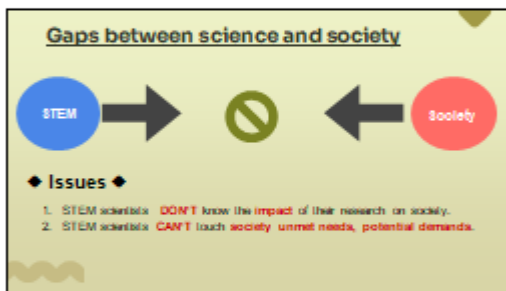 Gaps between science and society
STEM
Society
◆ Issues ◆
1. STEM scientists DON'T know the impact of their research on society.
2. STEM scientists CAN'T touch society unmet needs, potential demands.